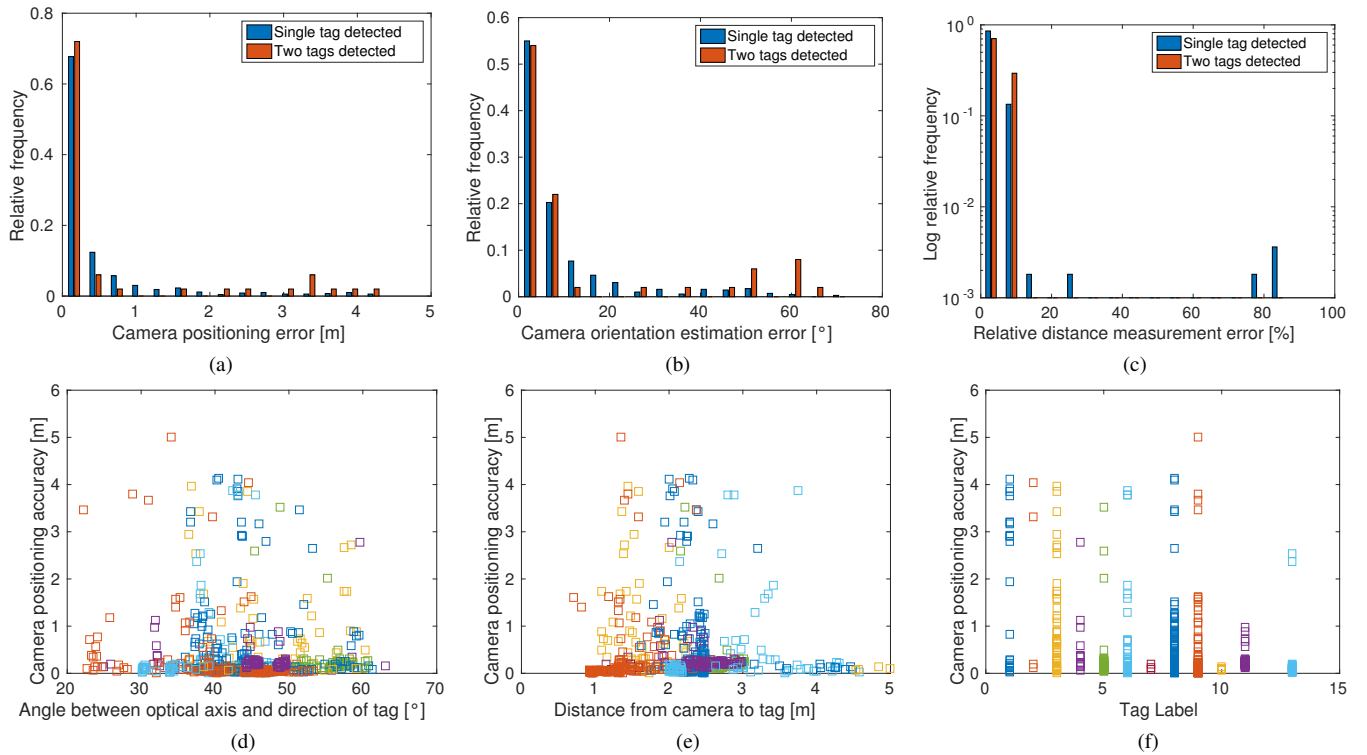 0.8
0.6
0.4
0.2
0
Relative frequency
Single tag detected
Two tags detected
0 1 2 3 4 5
Camera positioning error [m]
(a)
0.6
0.5
0.4
0.3
0.2
0.1
0
Relative frequency
Single tag detected
Two tags detected
0 20 40 60 80
Camera orientation estimation error [°]
(b)
10^0
10^-1
10^-2
10^-3
Log relative frequency
Single tag detected
Two tags detected
0 20 40 60 80 100
Relative distance measurement error [%]
(c)
6
5
4
3
2
1
0
Camera positioning accuracy [m]
20 30 40 50 60 70
Angle between optical axis and direction of tag [°]
(d)
6
5
4
3
2
1
0
Camera positioning accuracy [m]
1 2 3 4 5
Distance from camera to tag [m]
(e)
6
5
4
3
2
1
0
Camera positioning accuracy [m]
0 5 10 15
Tag Label
(f)